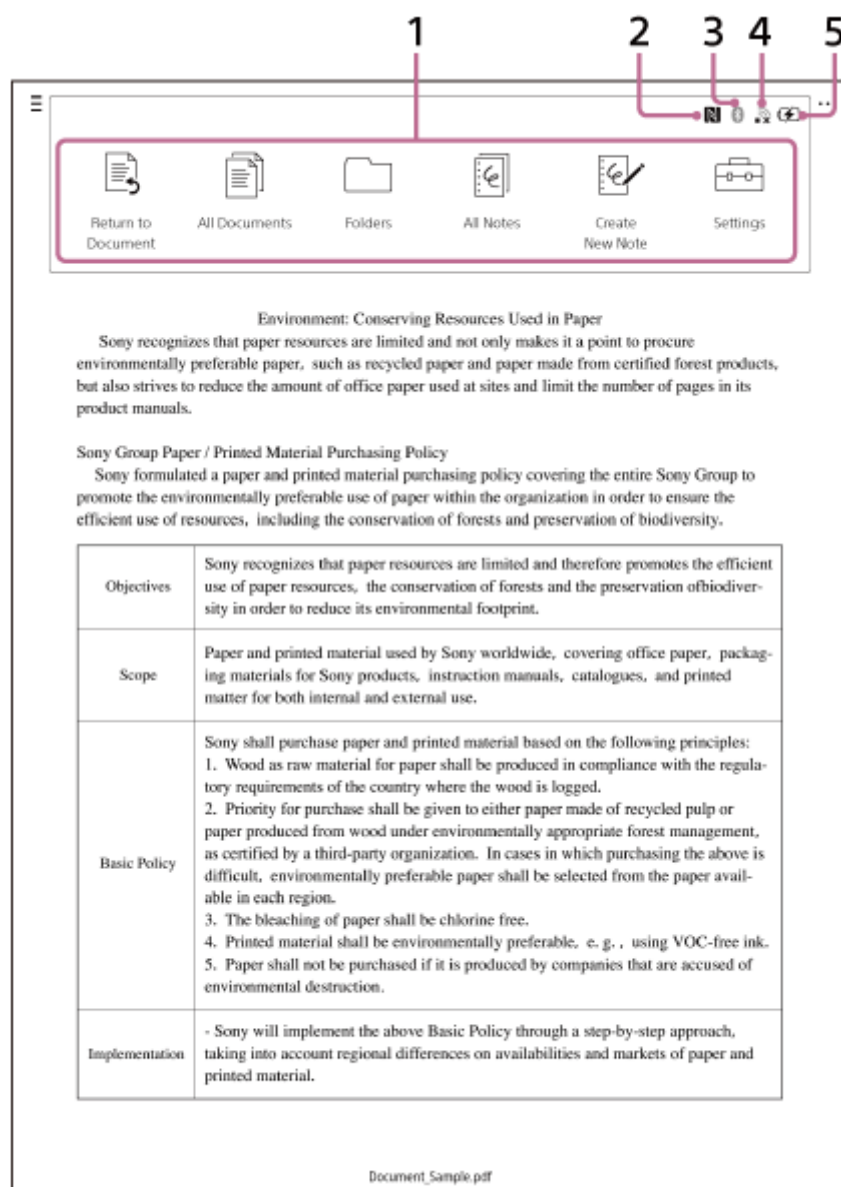 1 2 3 4 5
Return to Document
All Documents
Folders
All Notes
Create New Note
Settings
Environment: Conserving Resources Used in Paper
Sony recognizes that paper resources are limited and not only makes it a point to procure
environmentally preferable paper, such as recycled paper and paper made from certified forest products,
but also strives to reduce the amount of office paper used at sites and limit the number of pages in its
product manuals.
Sony Group Paper / Printed Material Purchasing Policy
Sony formulated a paper and printed material purchasing policy covering the entire Sony Group to
promote the environmentally preferable use of paper within the organization in order to ensure the
efficient use of resources, including the conservation of forests and preservation of biodiversity.
Objectives
Sony recognizes that paper resources are limited and therefore promotes the efficient
use of paper resources, the conservation of forests and the preservation ofbiodiver-
sity in order to reduce its environmental footprint.
Scope
Paper and printed material used by Sony worldwide, covering office paper, packag-
ing materials for Sony products, instruction manuals, catalogues, and printed
matter for both internal and external use.
Basic Policy
Sony shall purchase paper and printed material based on the following principles:
1. Wood as raw material for paper shall be produced in compliance with the regula-
tory requirements of the country where the wood is logged.
2. Priority for purchase shall be given to either paper made of recycled pulp or
paper produced from wood under environmentally appropriate forest management,
as certified by a third-party organization. In cases in which purchasing the above is
difficult, environmentally preferable paper shall be selected from the paper avail-
able in each region.
3. The bleaching of paper shall be chlorine free.
4. Printed material shall be environmentally preferable, e. g. , using VOC-free ink.
5. Paper shall not be purchased if it is produced by companies that are accused of
environmental destruction.
Implementation
- Sony will implement the above Basic Policy through a step-by-step approach,
taking into account regional differences on availabilities and markets of paper and
printed material.
Document_Sample.pdf